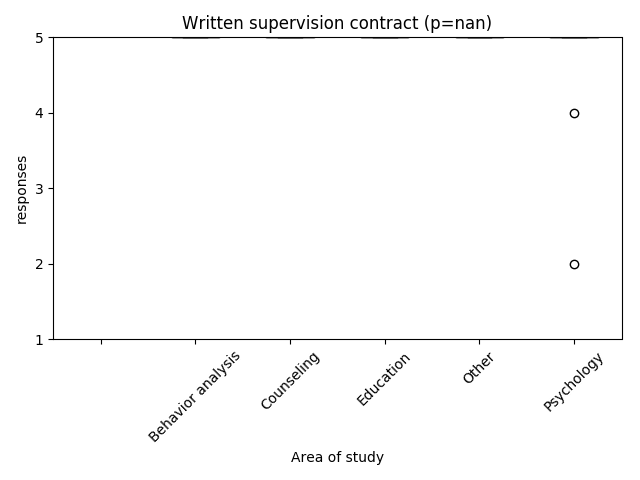 Written supervision contract (p=nan)
5
4
3
2
1
responses
Behavior analysis
Counseling
Education
Other
Psychology
Area of study